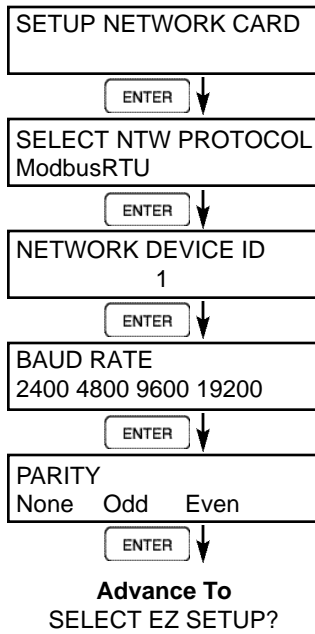 SETUP NETWORK CARD
ENTER
SELECT NTW PROTOCOL
ModbusRTU
ENTER
NETWORK DEVICE ID
1
ENTER
BAUD RATE
2400 4800 9600 19200
ENTER
PARITY
None Odd Even
ENTER
Advance To
SELECT EZ SETUP?